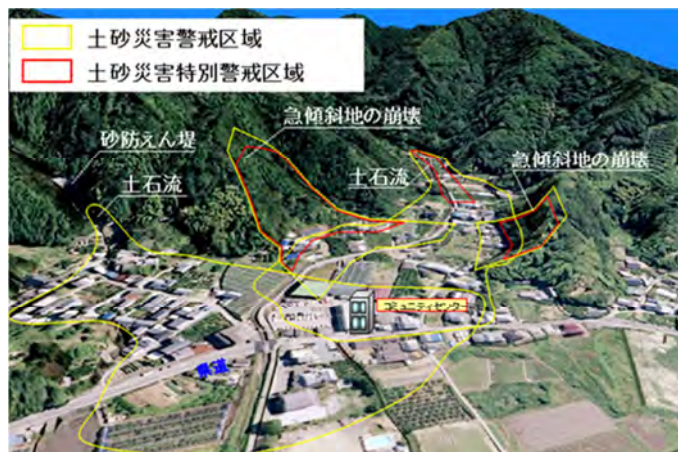 土砂災害警戒区域
土砂災害特別警戒区域
急傾斜地の崩壊
砂防えん堤
土石流
土石流
急傾斜地の崩壊
コミュニティセンター
県道